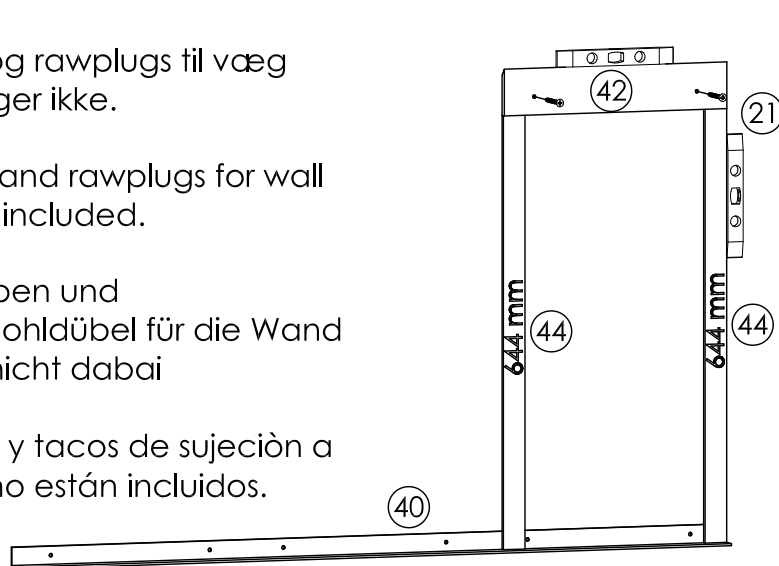 og rawplugs til væg
ger ikke.
and rawplugs for wall
included.
ben und
ohldübel für die Wand
nicht dabai
y tacos de sujeciòn a
no están incluidos.
42
21
644 mm
44
644 mm
44
40